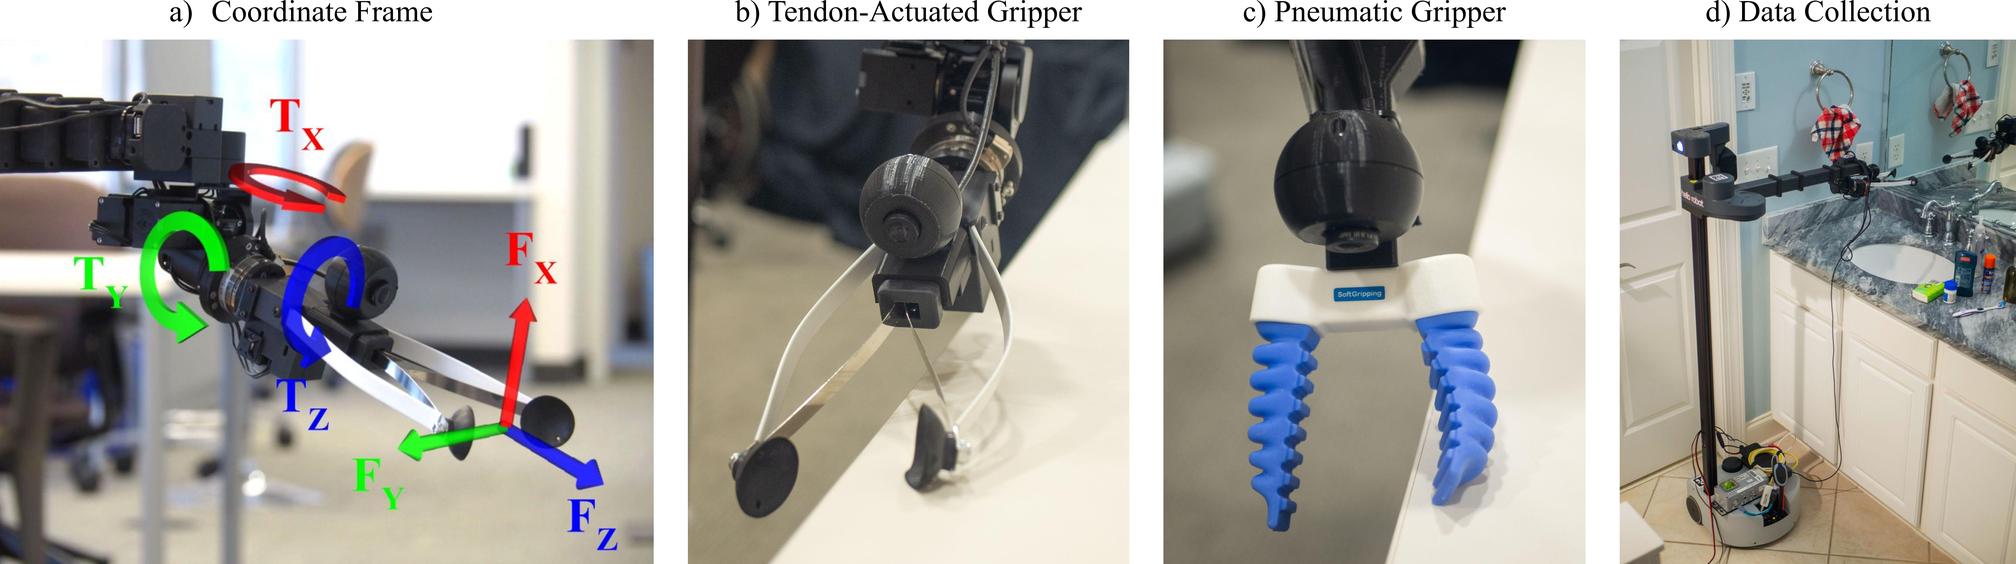 a) Coordinate Frame
b) Tendon-Actuated Gripper
c) Pneumatic Gripper
d) Data Collection
T_X
T_Y
T_Z
F_X
F_Y
F_Z
SoftGripping
hello robot